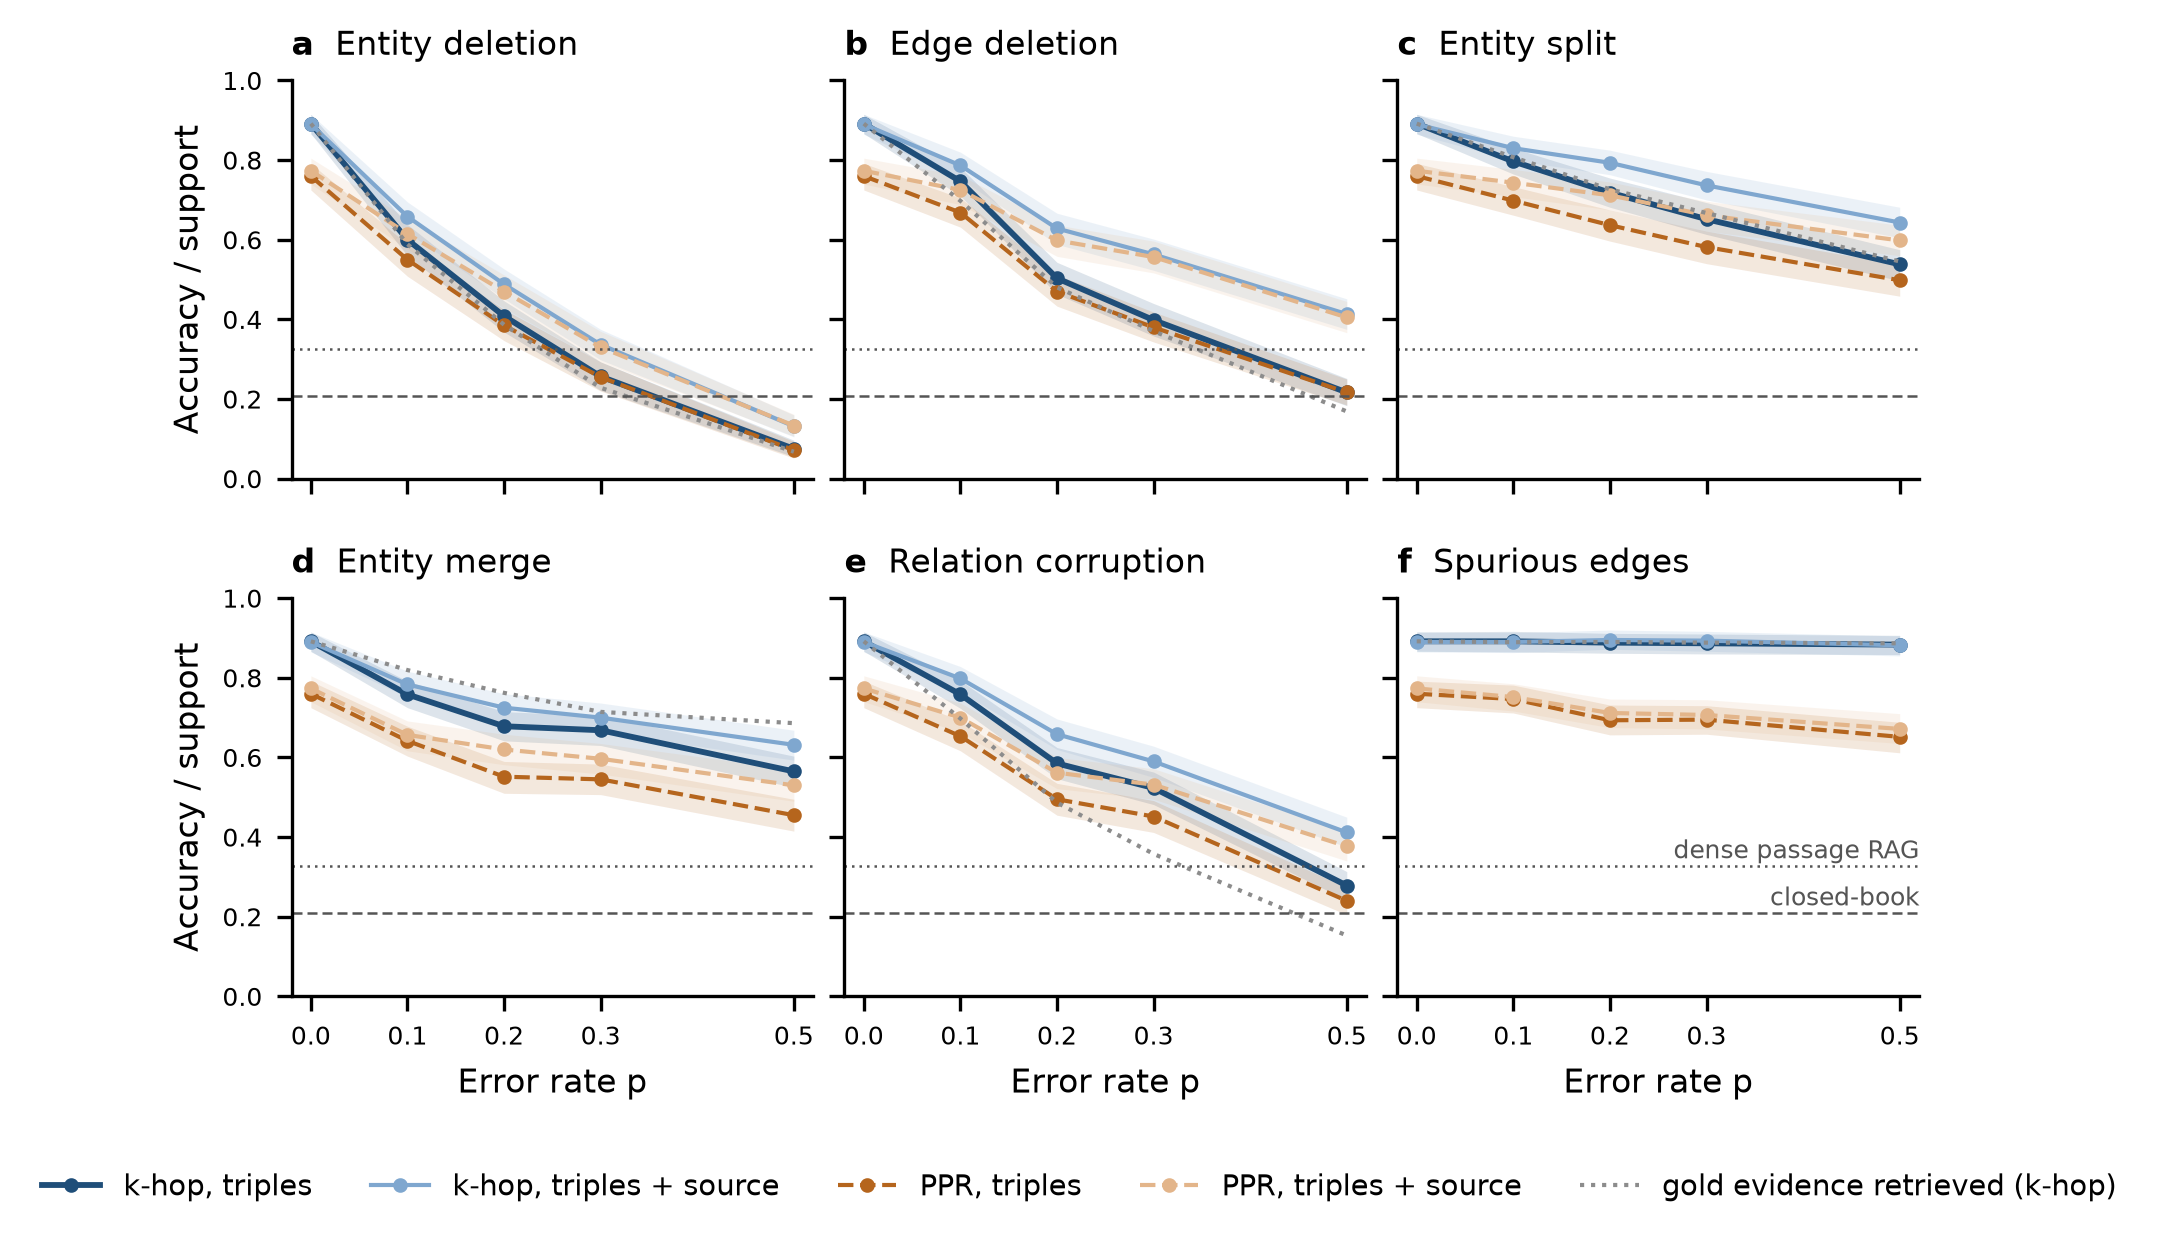 a Entity deletion
b Edge deletion
c Entity split
Accuracy / support
1.0
0.8
0.6
0.4
0.2
0.0
d Entity merge
e Relation corruption
f Spurious edges
Accuracy / support
1.0
0.8
0.6
0.4
0.2
0.0
dense passage RAG
closed-book
0.0 0.1 0.2 0.3 0.5
0.0 0.1 0.2 0.3 0.5
0.0 0.1 0.2 0.3 0.5
Error rate p
Error rate p
Error rate p
k-hop, triples
k-hop, triples + source
PPR, triples
PPR, triples + source
gold evidence retrieved (k-hop)